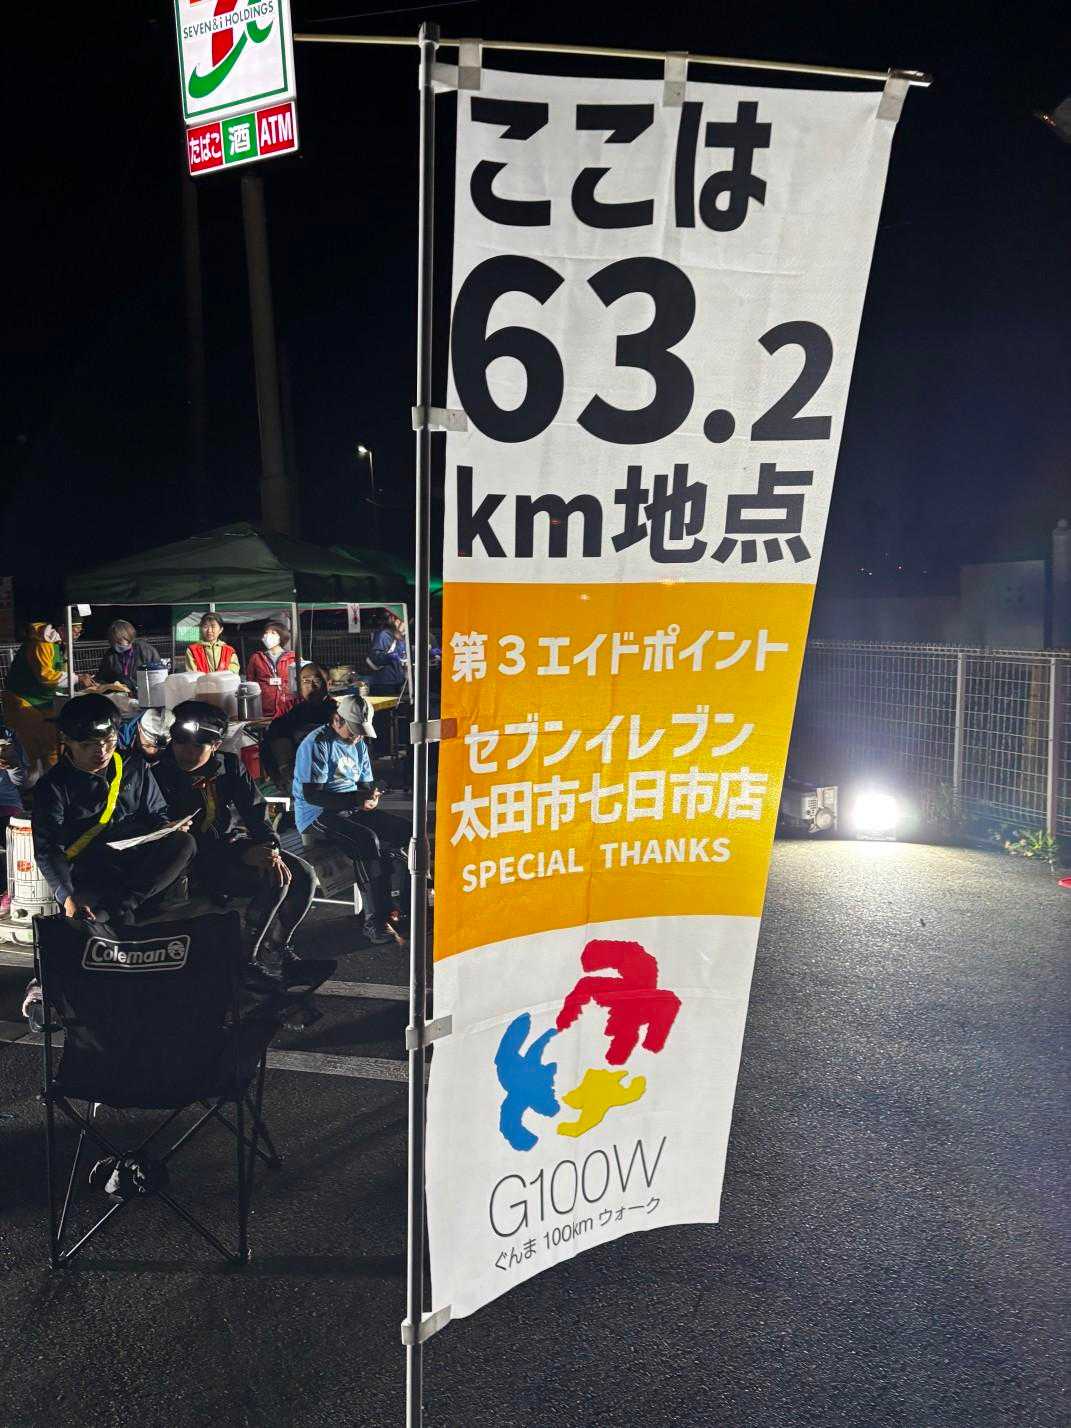 SEVEN&i HOLDINGS
たばこ 酒 ATM
ここは
63.2
km地点
第3エイドポイント
セブンイレブン
太田市七日市店
SPECIAL THANKS
G100W
ぐんま 100km ウォーク
Coleman